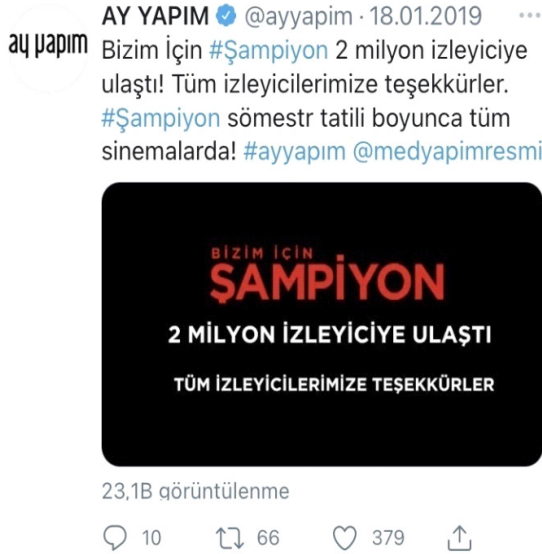 ay yapım
AY YAPIM @ayyapim · 18.01.2019
Bizim İçin #Şampiyon 2 milyon izleyiciye
ulaştı! Tüm izleyicilerimize teşekkürler.
#Şampiyon sömestr tatili boyunca tüm
sinemalarda! #ayyapım @medyapimresmi
BİZİM İÇİN
ŞAMPİYON
2 MİLYON İZLEYİCİYE ULAŞTI
TÜM İZLEYİCİLERİMİZE TEŞEKKÜRLER
23,1B görüntülenme
10 66 379